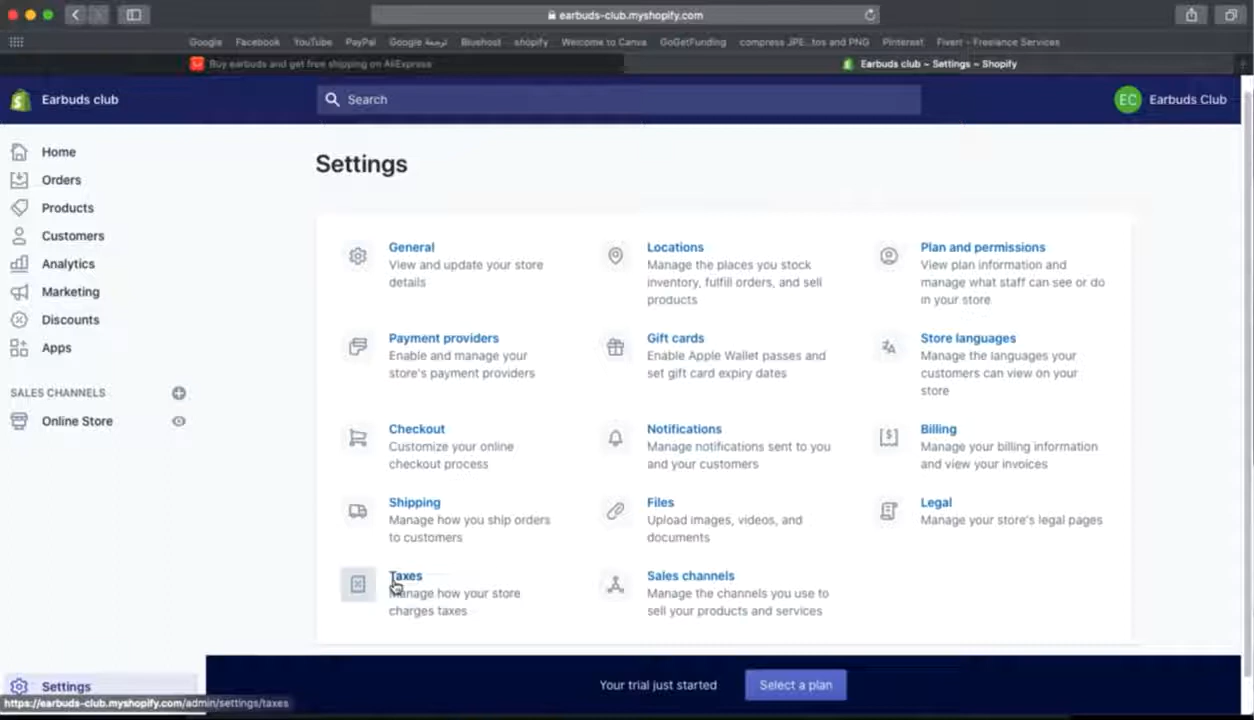 earbuds-club.myshopify.com
Google Facebook YouTube PayPal Google ترجمة Bluehost shopify Welcome to Canva GoGetFunding compress JPE...tos and PNG Pinterest Fiverr - Freelance Services
Buy earbuds and get free shipping on AliExpress
Earbuds club ~ Settings ~ Shopify
Earbuds club
Search
EC Earbuds Club
Home
Orders
Products
Customers
Analytics
Marketing
Discounts
Apps
SALES CHANNELS
Online Store
Settings
Settings
General
View and update your store
details
Locations
Manage the places you stock
inventory, fulfill orders, and sell
products
Plan and permissions
View plan information and
manage what staff can see or do
in your store
Payment providers
Enable and manage your
store's payment providers
Gift cards
Enable Apple Wallet passes and
set gift card expiry dates
Store languages
Manage the languages your
customers can view on your
store
Checkout
Customize your online
checkout process
Notifications
Manage notifications sent to you
and your customers
Billing
Manage your billing information
and view your invoices
Shipping
Manage how you ship orders
to customers
Files
Upload images, videos, and
documents
Legal
Manage your store's legal pages
Taxes
Manage how your store
charges taxes
Sales channels
Manage the channels you use to
sell your products and services
Your trial just started
Select a plan
https://earbuds-club.myshopify.com/admin/settings/taxes